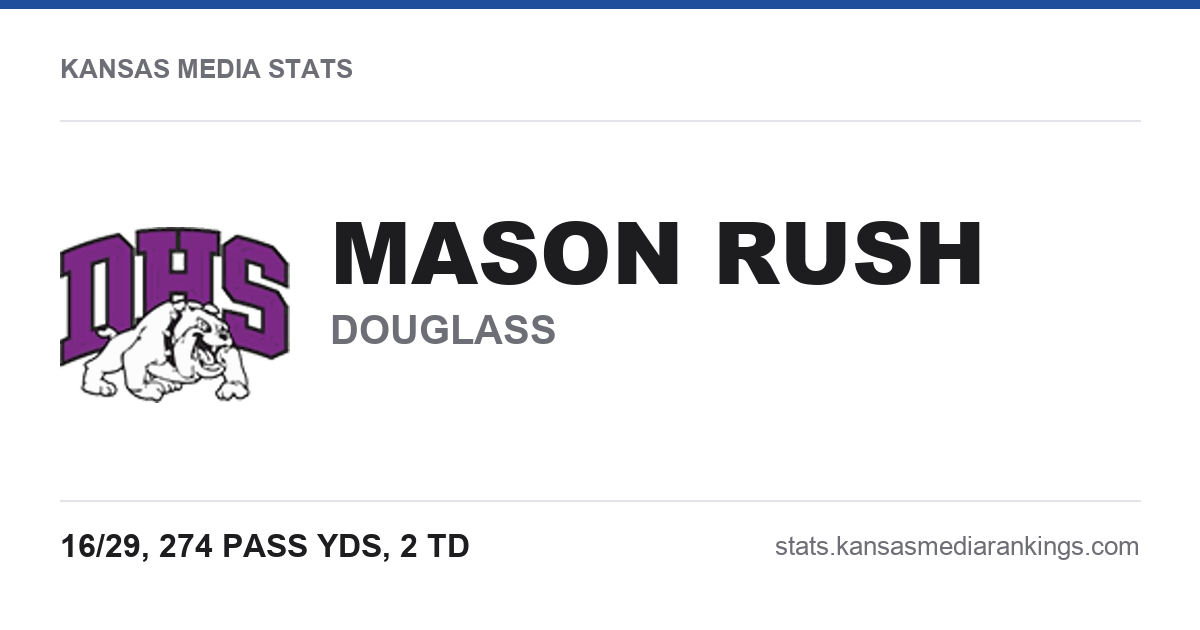 KANSAS MEDIA STATS
DHS
MASON RUSH
DOUGLASS
16/29, 274 PASS YDS, 2 TD
stats.kansasmediarankings.com